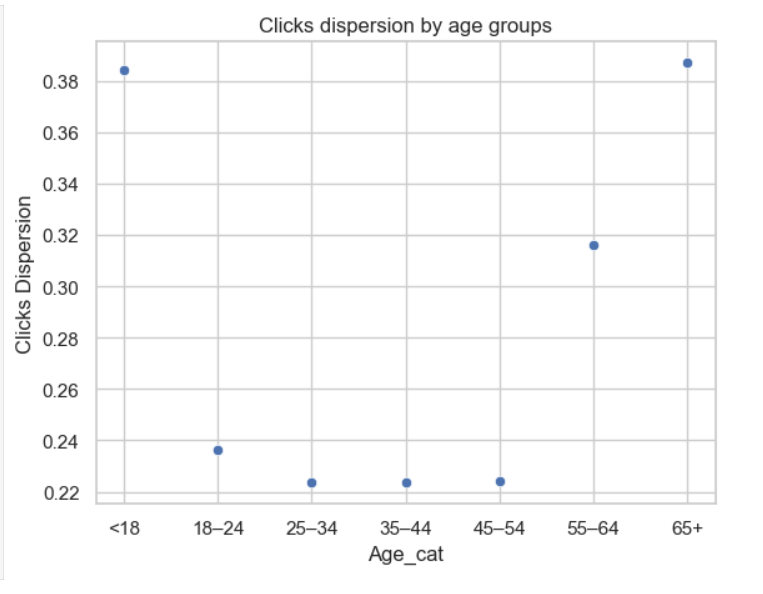 Clicks dispersion by age groups
Clicks Dispersion
0.38
0.36
0.34
0.32
0.30
0.28
0.26
0.24
0.22
<18 18–24 25–34 35–44 45–54 55–64 65+
Age_cat